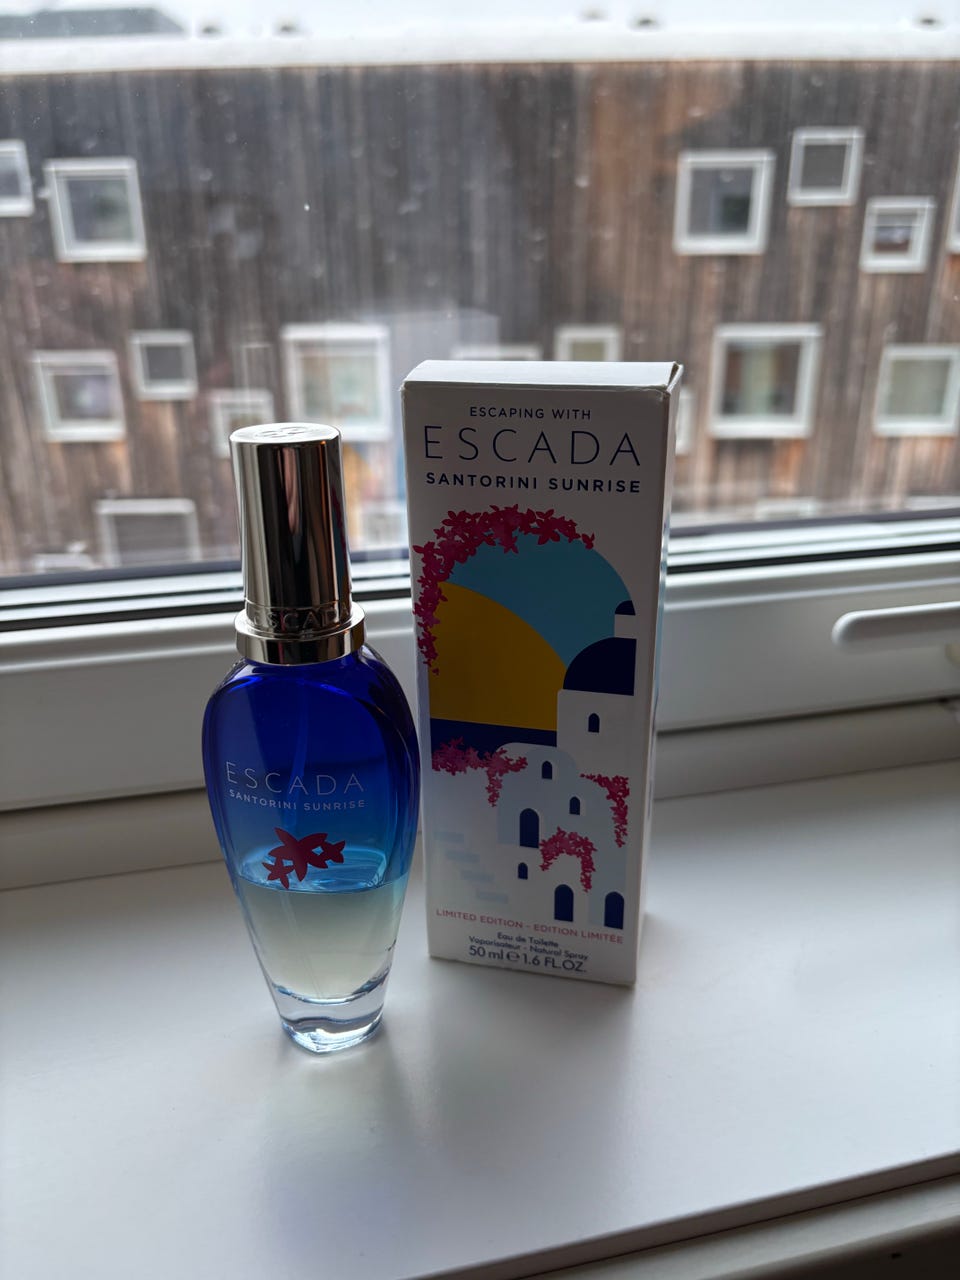 ESCAPING WITH
ESCADA
SANTORINI SUNRISE
LIMITED EDITION - EDITION LIMITÉE
Eau de Toilette
Vaporisateur - Natural Spray
50 ml ℮ 1.6 FL.OZ.
ESCADA
ESCADA
SANTORINI SUNRISE